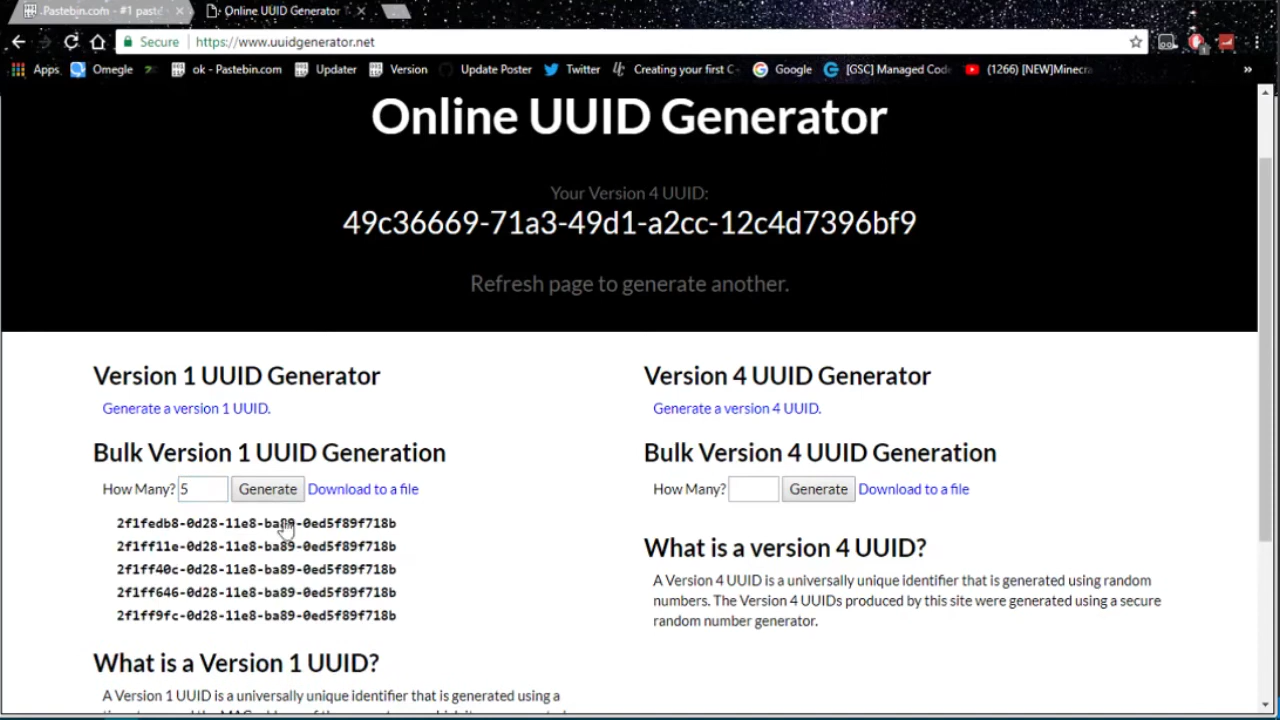 Pastebin.com - #1 paste
Online UUID Generator
Secure
https://www.uuidgenerator.net
Apps
Omegle
ok - Pastebin.com
Updater
Version
Update Poster
Twitter
Creating your first C
Google
[GSC] Managed Code
(1266) [NEW]Minecra
»
Online UUID Generator
Your Version 4 UUID:
49c36669-71a3-49d1-a2cc-12c4d7396bf9
Refresh page to generate another.
Version 1 UUID Generator
Generate a version 1 UUID.
Bulk Version 1 UUID Generation
How Many? 5 Generate Download to a file
2f1fedb8-0d28-11e8-ba89-0ed5f89f718b
2f1ff11e-0d28-11e8-ba89-0ed5f89f718b
2f1ff40c-0d28-11e8-ba89-0ed5f89f718b
2f1ff646-0d28-11e8-ba89-0ed5f89f718b
2f1ff9fc-0d28-11e8-ba89-0ed5f89f718b
What is a Version 1 UUID?
A Version 1 UUID is a universally unique identifier that is generated using a
Version 4 UUID Generator
Generate a version 4 UUID.
Bulk Version 4 UUID Generation
How Many? Generate Download to a file
What is a version 4 UUID?
A Version 4 UUID is a universally unique identifier that is generated using random
numbers. The Version 4 UUIDs produced by this site were generated using a secure
random number generator.